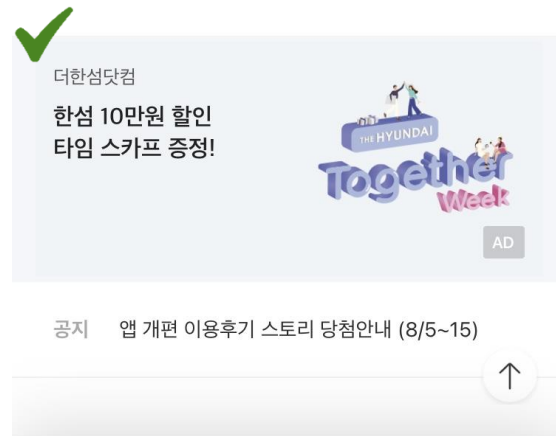 더한섬닷컴
한섬 10만원 할인
타임 스카프 증정!
THE HYUNDAI
Together
Week
AD
공지 앱 개편 이용후기 스토리 당첨안내 (8/5~15)